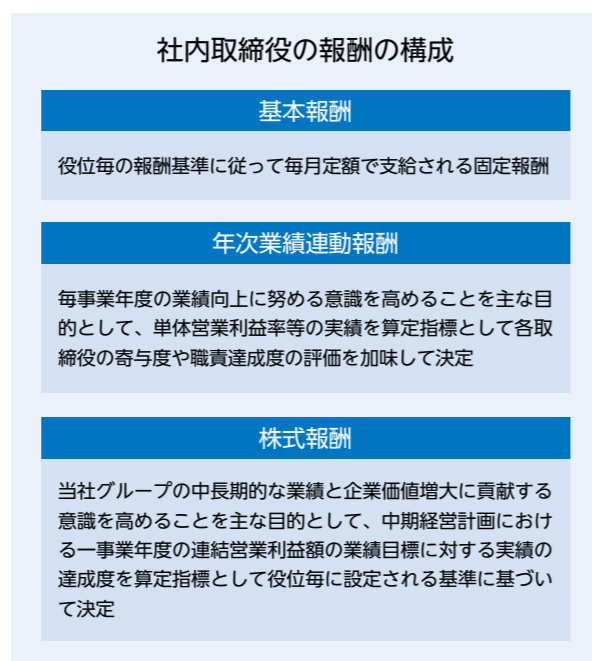 社内取締役の報酬の構成
基本報酬
役位毎の報酬基準に従って毎月定額で支給される固定報酬
年次業績連動報酬
毎事業年度の業績向上に努める意識を高めることを主な目
的として、単体営業利益率等の実績を算定指標として各取
締役の寄与度や職責達成度の評価を加味して決定
株式報酬
当社グループの中長期的な業績と企業価値増大に貢献する
意識を高めることを主な目的として、中期経営計画におけ
る一事業年度の連結営業利益額の業績目標に対する実績の
達成度を算定指標として役位毎に設定される基準に基づい
て決定